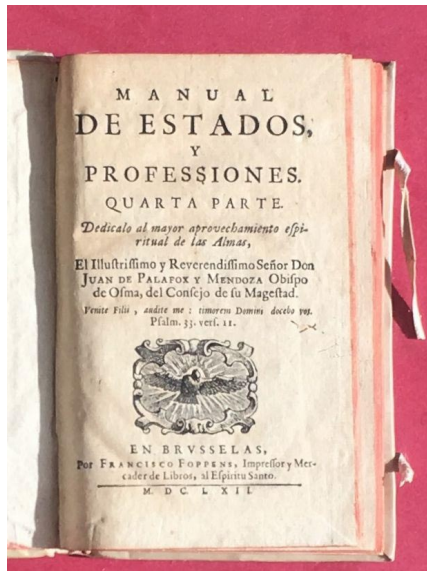 MANUAL
DE ESTADOS,
Y
PROFESSIONES.
QUARTA PARTE.
Dedicalo al mayor aprovechamiento eſpi-
ritual de las Almas,
El Illuſtriſſimo y Reverendiſſimo Señor Don
JUAN DE PALAFOX Y MENDOZA Obiſpo
de Oſma, del Conſejo de ſu Mageſtad.
Venite Filii, audite me: timorem Domini docebo vos.
Pſalm. 33. verſ. 11.
EN BRVSSELAS,
Por FRANCISCO FOPPENS, Impreſſor y Mer-
cader de Libros, al Eſpiritu Santo.
M. DC. LXII.